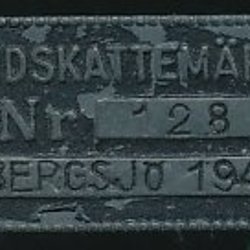 DSKATTEMÄ
Nr 128
BERGSJÖ 194